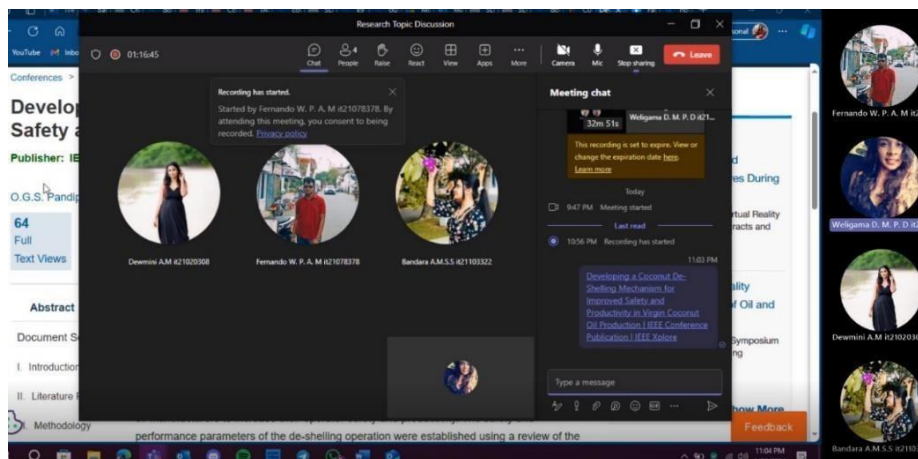 Research Topic Discussion
YouTube
01:16:45
Chat
People
Raise
React
View
Apps
More
Camera
Mic
Stop sharing
Leave
Conferences >
Safety
Publisher:
O.G.S.
64
Full
Text Views
Abstract
I. Introduction
II. Literature
Methodology
Recording has started.
Started by Fernando W. P. A. M it21078378. By
attending this meeting, you consent to being
recorded. Privacy policy
Dewmini A.M it21020308
Fernando W. P. A. M it21078378
Bandara A.M.S.S it21103322
Meeting chat
32m 51s
Weligama D. M. P. D it21...
This recording is set to expire. View or
change the expiration date here.
Learn more
Today
9:47 PM Meeting started
Last read
10:56 PM Recording has started
11:03 PM
Developing a Coconut De-
Shelling Mechanism for
Improved Safety and
Productivity in Virgin Coconut
Oil Production | IEEE Conference
Publication | IEEE Xplore
Type a message
performance parameters of the de-shelling operation were established using a review of the
During
of Oil and
Symposium
Show More
Feedback
11:04 PM
Fernando W. P. A. M
Weligama D. M. P. D
Dewmini A.M
Bandara A.M.S.S